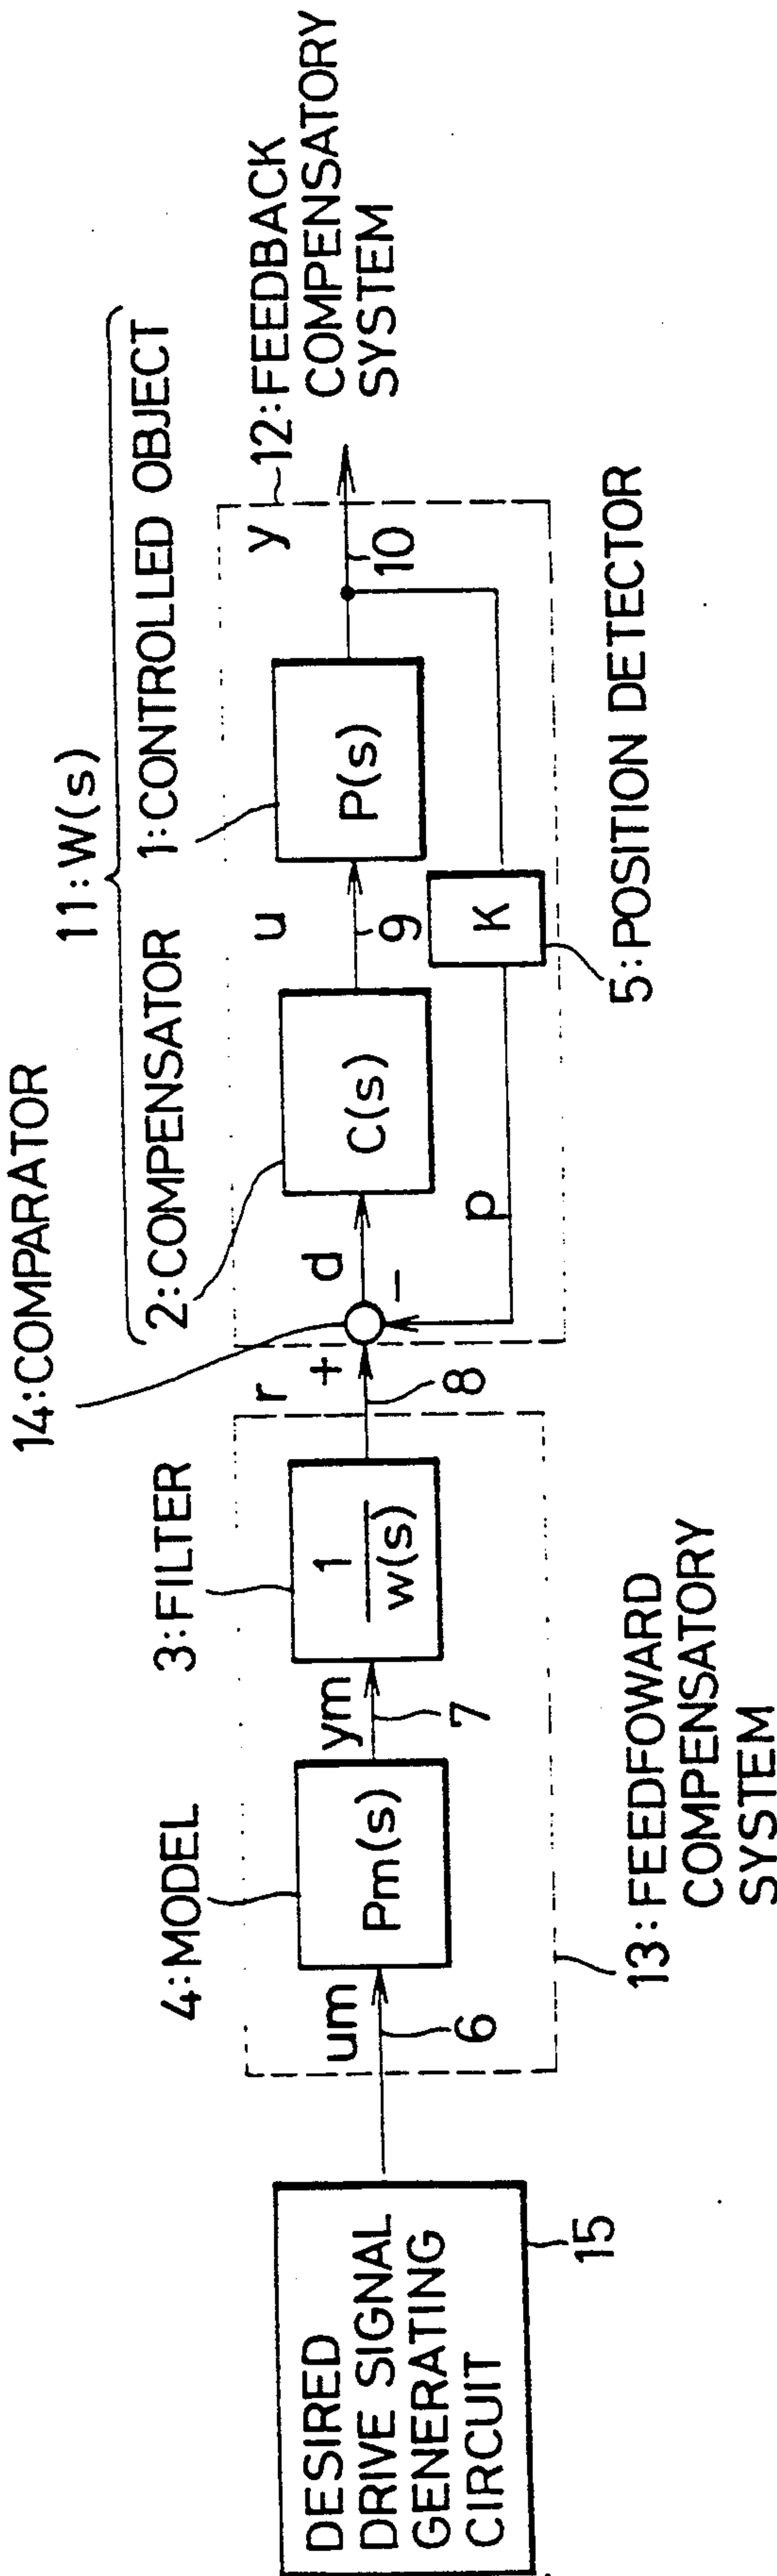 14:COMPARATOR
11:W(s)
2:COMPENSATOR
1:CONTROLLED OBJECT
3:FILTER
4:MODEL
12:FEEDBACK
COMPENSATORY
SYSTEM
DESIRED
DRIVE SIGNAL
GENERATING
CIRCUIT
15
um
6
Pm(s)
ym
7
1
w(s)
r
+
8
d
−
C(s)
u
9
P(s)
y
10
p
K
5:POSITION DETECTOR
13:FEEDFOWARD
COMPENSATORY
SYSTEM